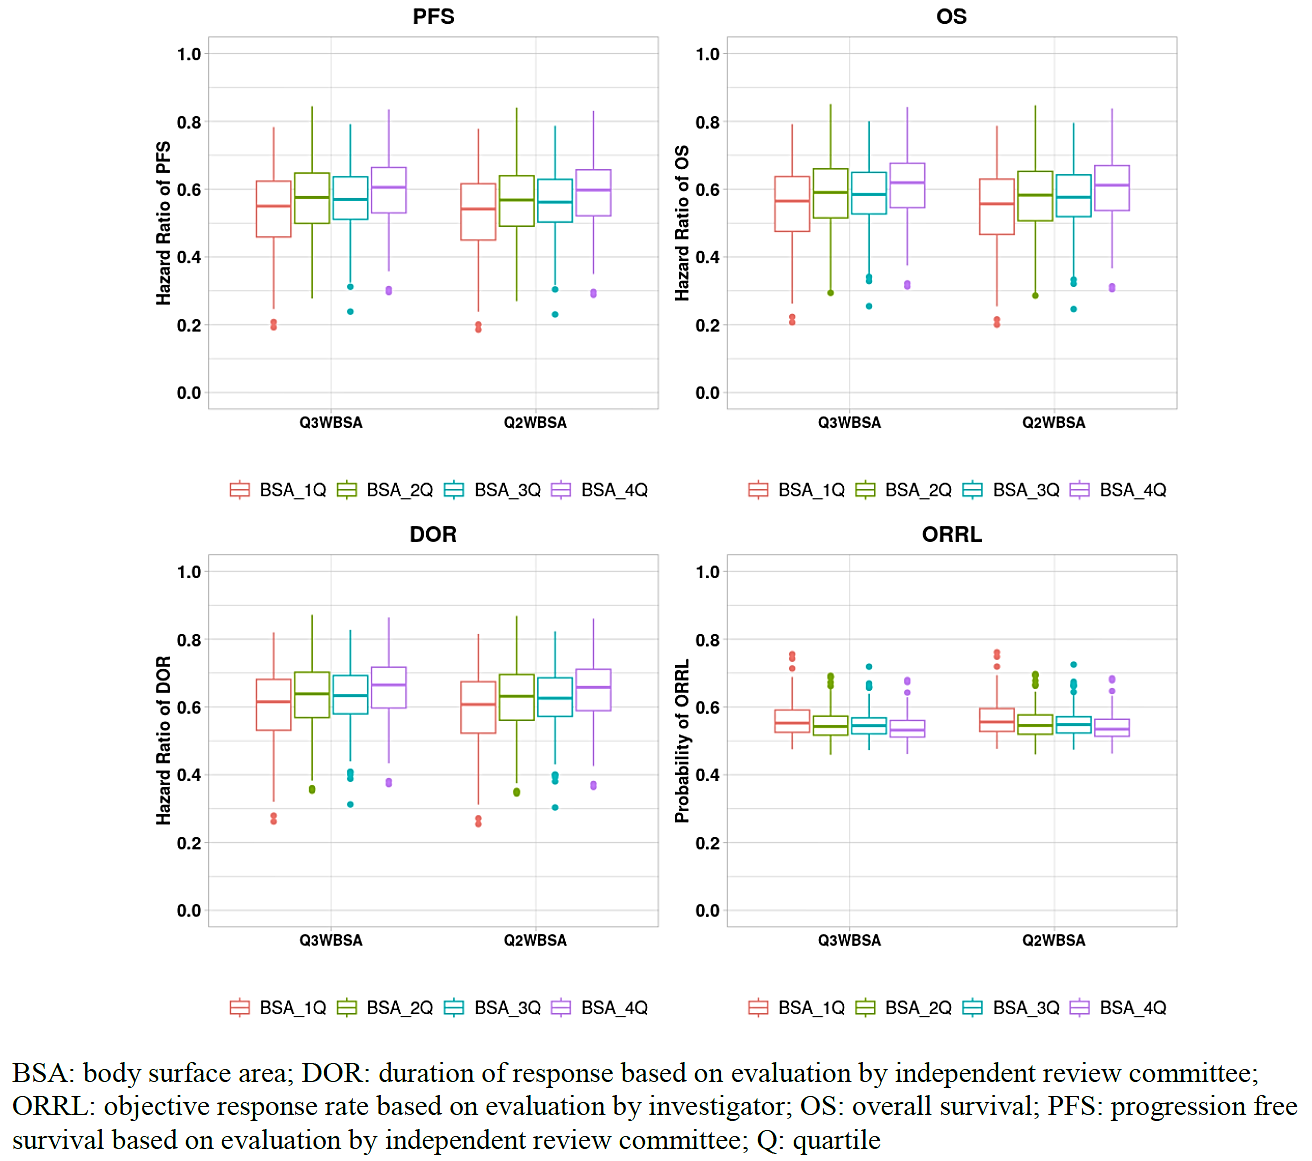 PFS
Hazard Ratio of PFS
1.0
0.8
0.6
0.4
0.2
0.0
Q3WBSA Q2WBSA
BSA_1Q BSA_2Q BSA_3Q BSA_4Q
OS
Hazard Ratio of OS
1.0
0.8
0.6
0.4
0.2
0.0
Q3WBSA Q2WBSA
BSA_1Q BSA_2Q BSA_3Q BSA_4Q
DOR
Hazard Ratio of DOR
1.0
0.8
0.6
0.4
0.2
0.0
Q3WBSA Q2WBSA
BSA_1Q BSA_2Q BSA_3Q BSA_4Q
ORRL
Probability of ORRL
1.0
0.8
0.6
0.4
0.2
0.0
Q3WBSA Q2WBSA
BSA_1Q BSA_2Q BSA_3Q BSA_4Q
BSA: body surface area; DOR: duration of response based on evaluation by independent review committee;
ORRL: objective response rate based on evaluation by investigator; OS: overall survival; PFS: progression free
survival based on evaluation by independent review committee; Q: quartile